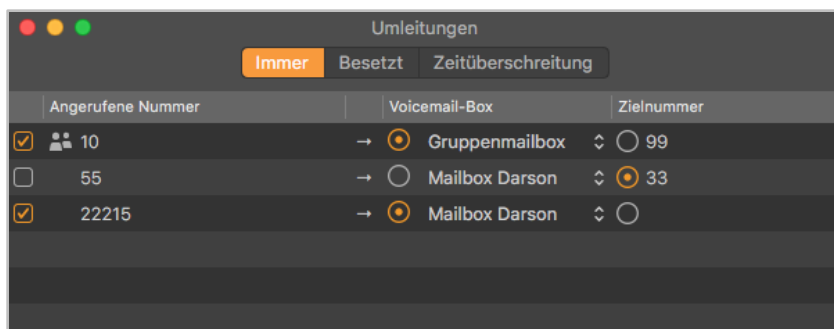 Umleitungen
Immer Besetzt Zeitüberschreitung
Angerufene Nummer Voicemail-Box Zielnummer
10 → Gruppenmailbox 99
55 → Mailbox Darson 33
22215 → Mailbox Darson